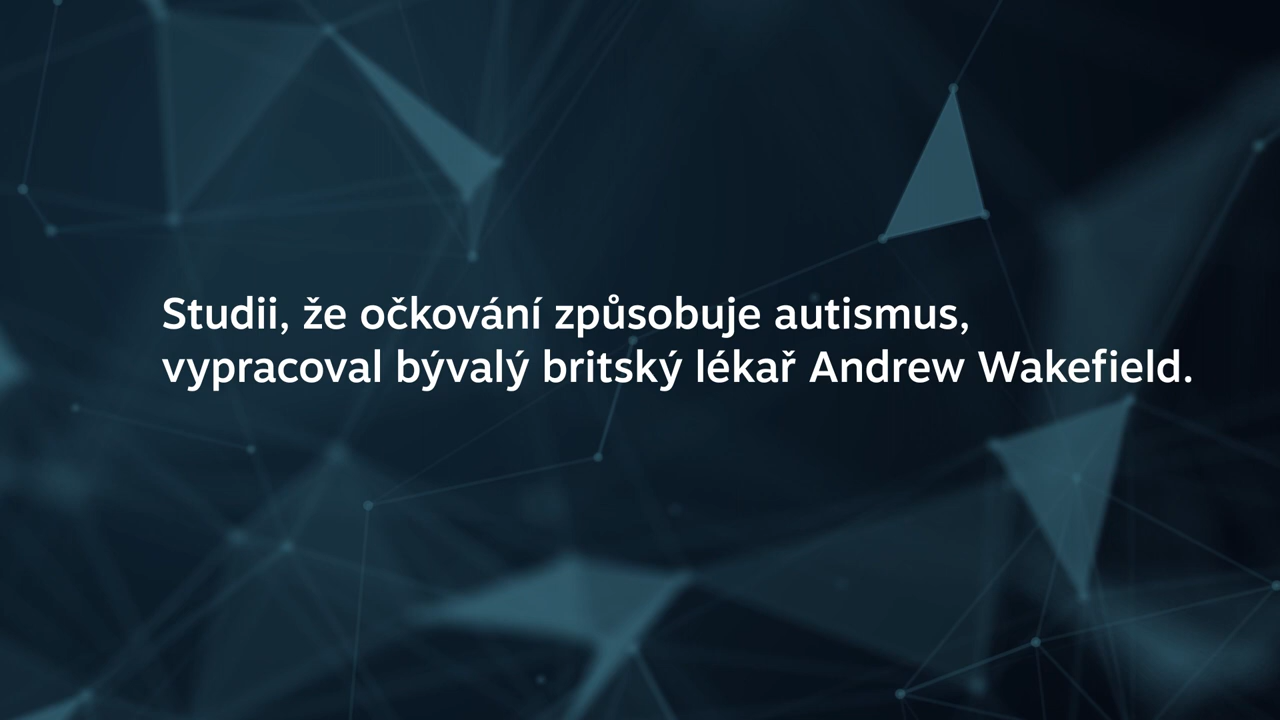 Studii, že očkování způsobuje autismus,
vypracoval bývalý britský lékař Andrew Wakefield.